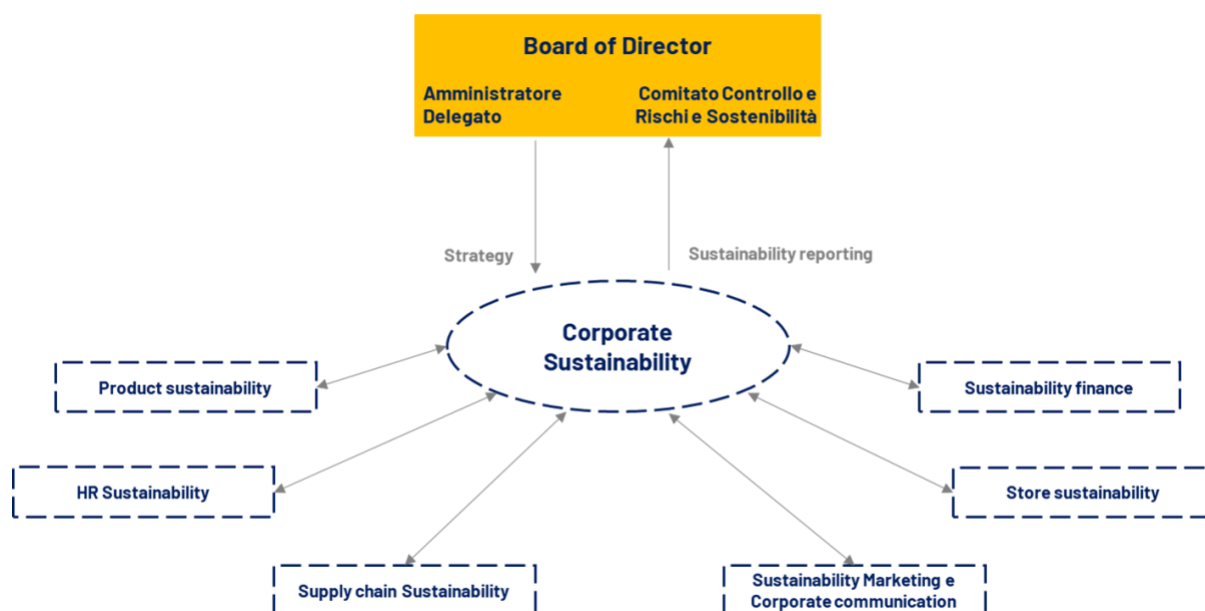 Board of Director
Amministratore
Delegato
Comitato Controllo e
Rischi e Sostenibilità
Strategy
Sustainability reporting
Corporate
Sustainability
Product sustainability
Sustainability finance
HR Sustainability
Store sustainability
Supply chain Sustainability
Sustainability Marketing e
Corporate communication